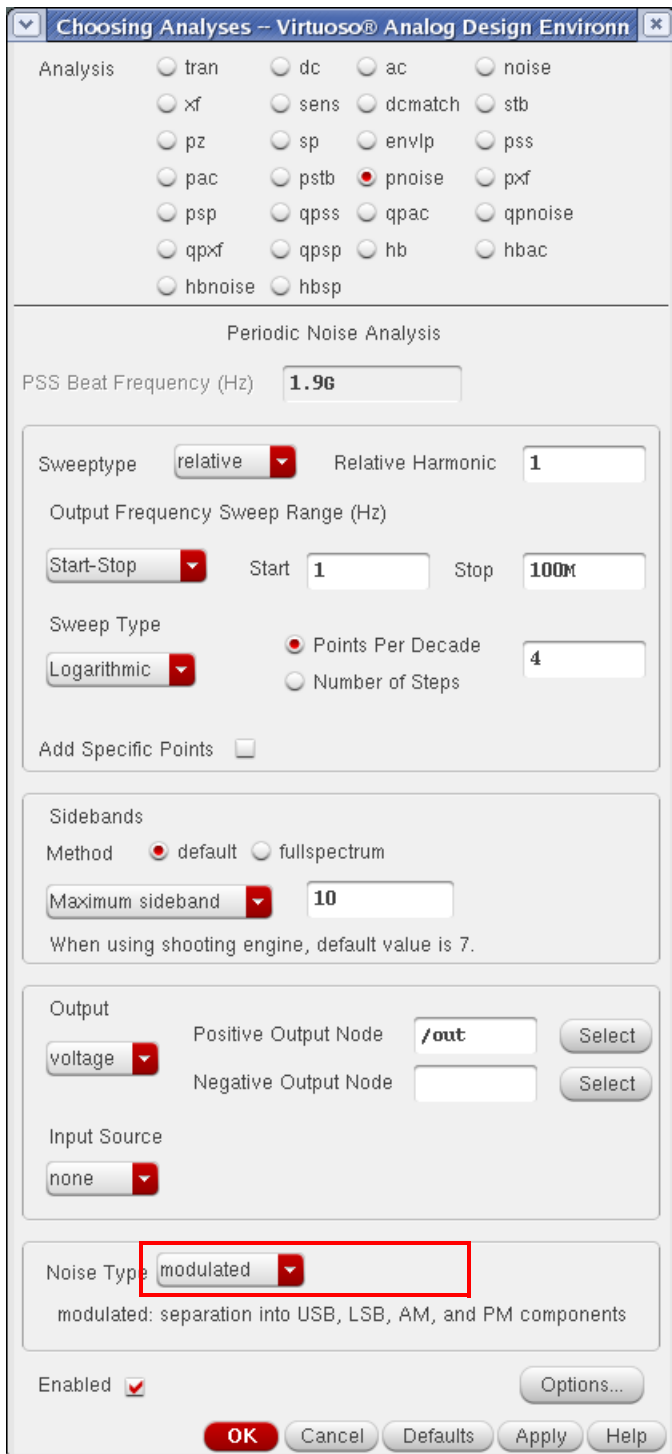 Choosing Analyses -- Virtuoso® Analog Design Environn
Analysis tran dc ac noise
xf sens dcmatch stb
pz sp envlp pss
pac pstb pnoise pxf
psp qpss qpac qpnoise
qpxf qpsp hb hbac
hbnoise hbsp
Periodic Noise Analysis
PSS Beat Frequency (Hz) 1.9G
Sweeptype relative Relative Harmonic 1
Output Frequency Sweep Range (Hz)
Start-Stop Start 1 Stop 100M
Sweep Type
Logarithmic
Points Per Decade 4
Number of Steps
Add Specific Points
Sidebands
Method default fullspectrum
Maximum sideband 10
When using shooting engine, default value is 7.
Output
voltage
Positive Output Node /out Select
Negative Output Node Select
Input Source
none
Noise Type modulated
modulated: separation into USB, LSB, AM, and PM components
Enabled Options...
OK Cancel Defaults Apply Help